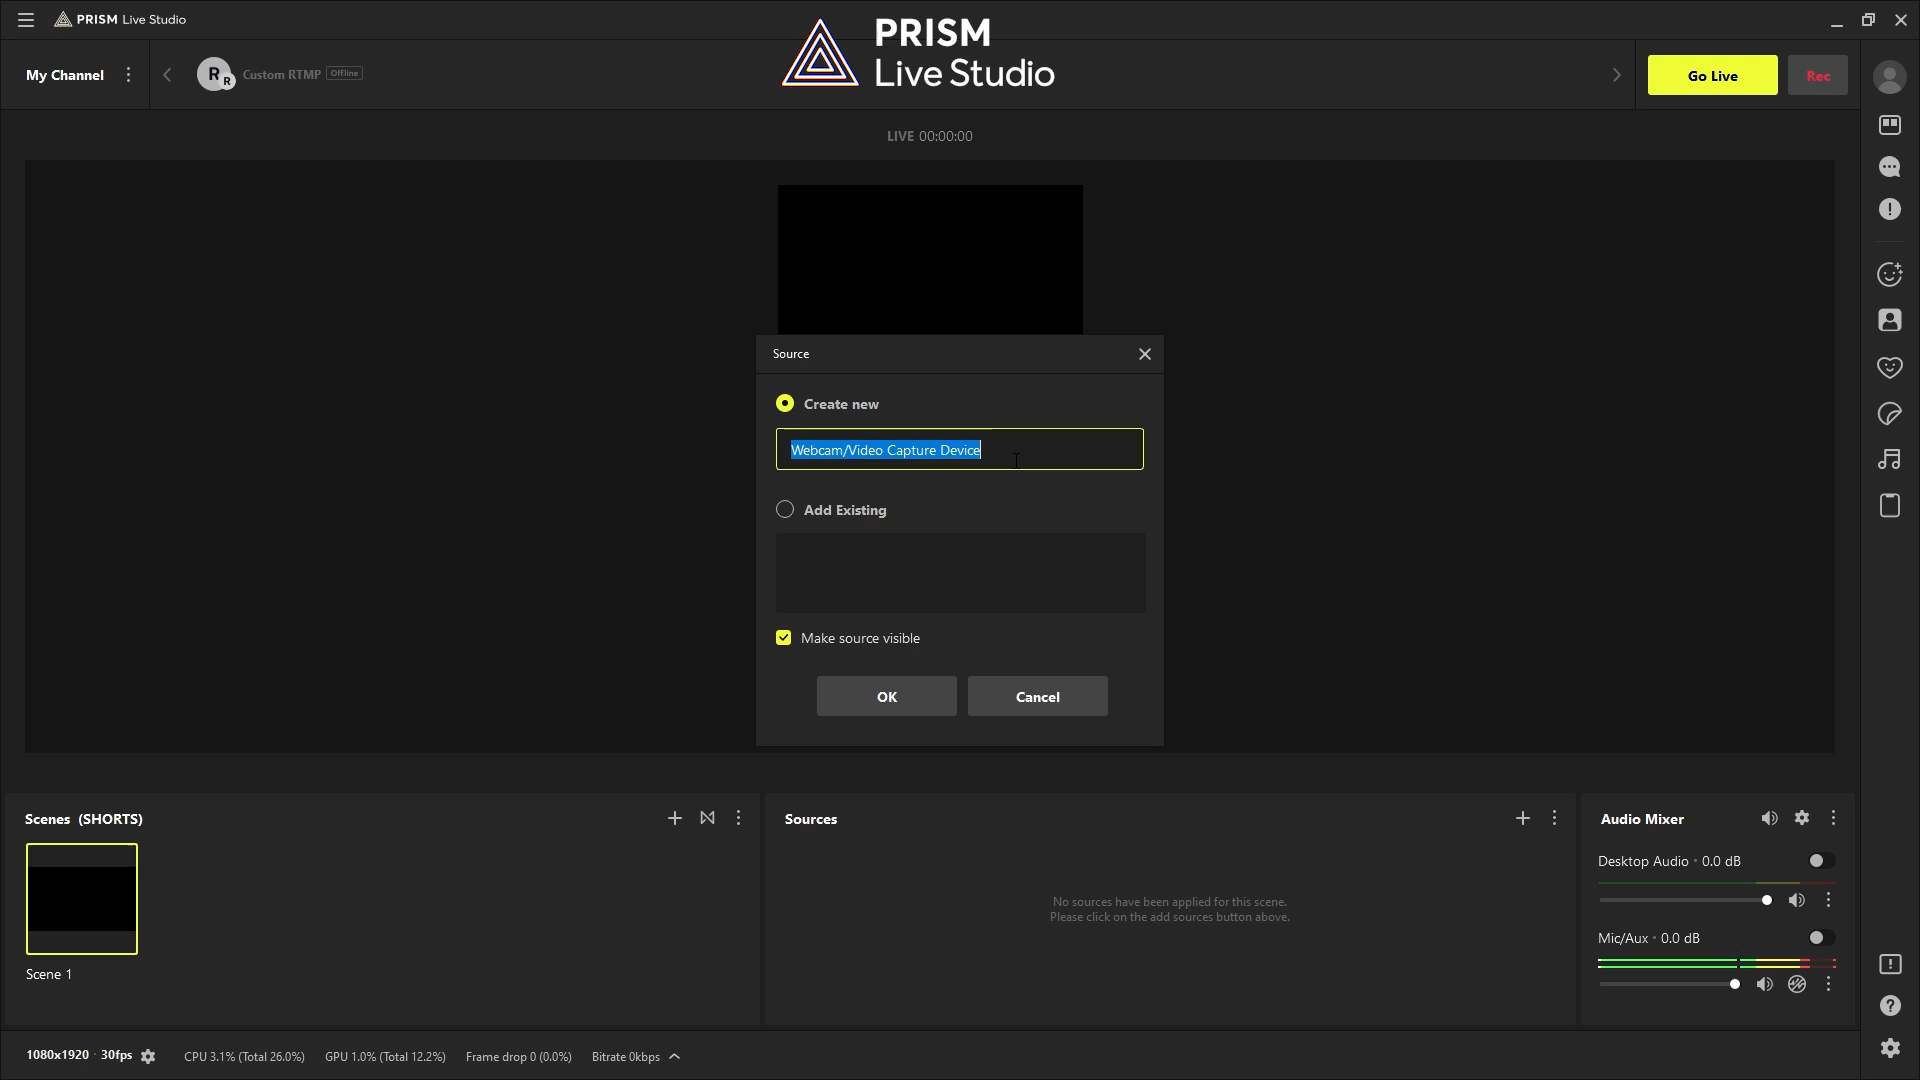 PRISM Live Studio
PRISM
Live Studio
My Channel
R
R
Custom RTMP
Offline
Go Live
Rec
LIVE 00:00:00
Source
Create new
Webcam/Video Capture Device
Add Existing
Make source visible
OK
Cancel
Scenes (SHORTS)
Scene 1
Sources
No sources have been applied for this scene.
Please click on the add sources button above.
Audio Mixer
Desktop Audio • 0.0 dB
Mic/Aux • 0.0 dB
1080x1920 · 30fps
CPU 3.1% (Total 26.0%)
GPU 1.0% (Total 12.2%)
Frame drop 0 (0.0%)
Bitrate 0kbps